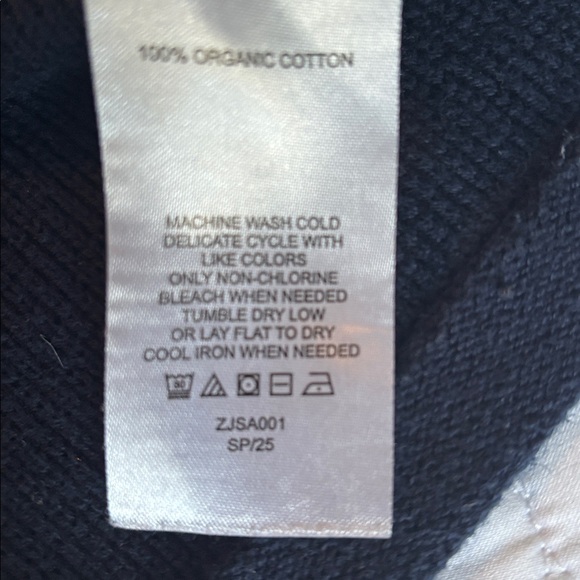 100% ORGANIC COTTON
MACHINE WASH COLD
DELICATE CYCLE WITH
LIKE COLORS
ONLY NON-CHLORINE
BLEACH WHEN NEEDED
TUMBLE DRY LOW
OR LAY FLAT TO DRY
COOL IRON WHEN NEEDED
ZJSA001
SP/25